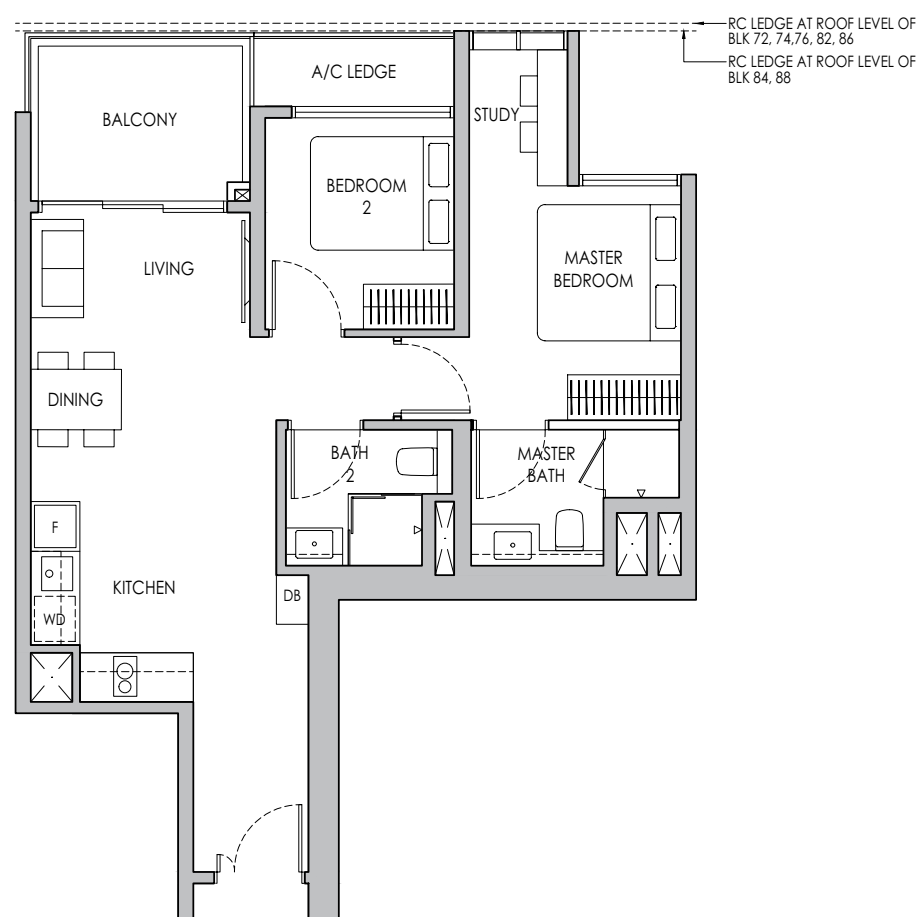 RC LEDGE AT ROOF LEVEL OF
BLK 72, 74,76, 82, 86
RC LEDGE AT ROOF LEVEL OF
BLK 84, 88
A/C LEDGE
BALCONY
STUDY
BEDROOM
2
LIVING
MASTER
BEDROOM
DINING
BATH
2
MASTER
BATH
F
KITCHEN
DB
WD